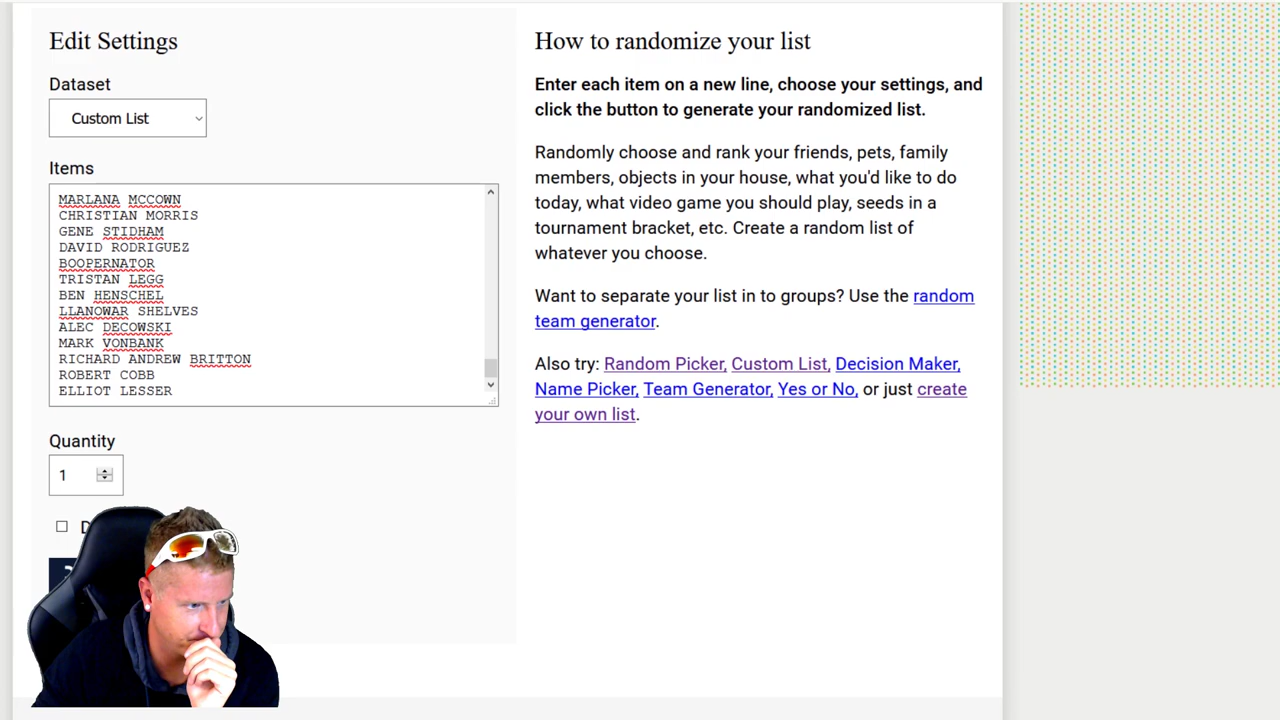 Edit Settings
Dataset
Custom List
Items
MARLANA MCCOWN
CHRISTIAN MORRIS
GENE STIDHAM
DAVID RODRIGUEZ
BOOPERNATOR
TRISTAN LEGG
BEN HENSCHEL
LLANOWAR SHELVES
ALEC DECOWSKI
MARK VONBANK
RICHARD ANDREW BRITTON
ROBERT COBB
ELLIOT LESSER
Quantity
1
How to randomize your list
Enter each item on a new line, choose your settings, and
click the button to generate your randomized list.
Randomly choose and rank your friends, pets, family
members, objects in your house, what you'd like to do
today, what video game you should play, seeds in a
tournament bracket, etc. Create a random list of
whatever you choose.
Want to separate your list in to groups? Use the random
team generator.
Also try: Random Picker, Custom List, Decision Maker,
Name Picker, Team Generator, Yes or No, or just create
your own list.